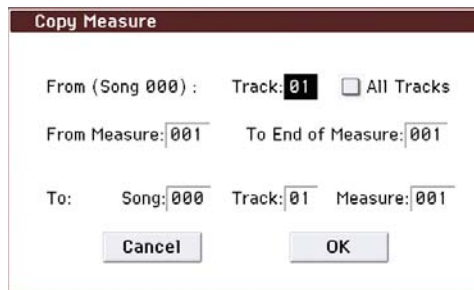 Copy Measure
From (Song 000) : Track: 01 All Tracks
From Measure: 001 To End of Measure: 001
To: Song: 000 Track: 01 Measure: 001
Cancel OK